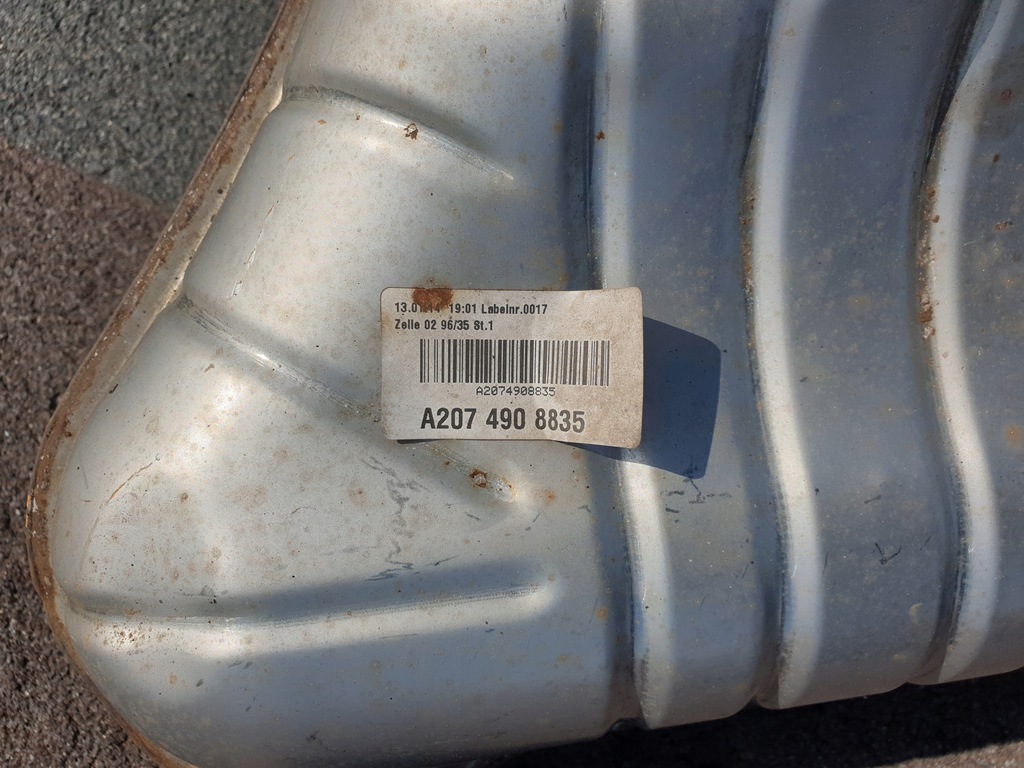 19:01 Labelnr.0017
Zelle 02 96/35 St.1
A2074908835
A207 490 8835